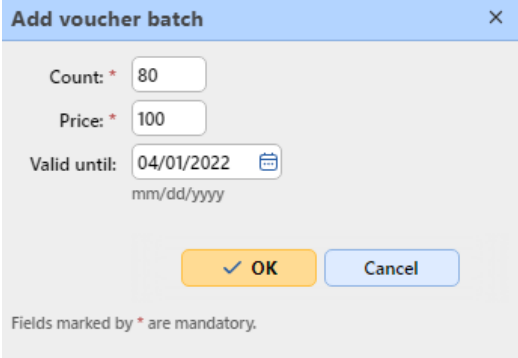 Add voucher batch
Count: * 80
Price: * 100
Valid until: 04/01/2022
mm/dd/yyyy
OK Cancel
Fields marked by * are mandatory.